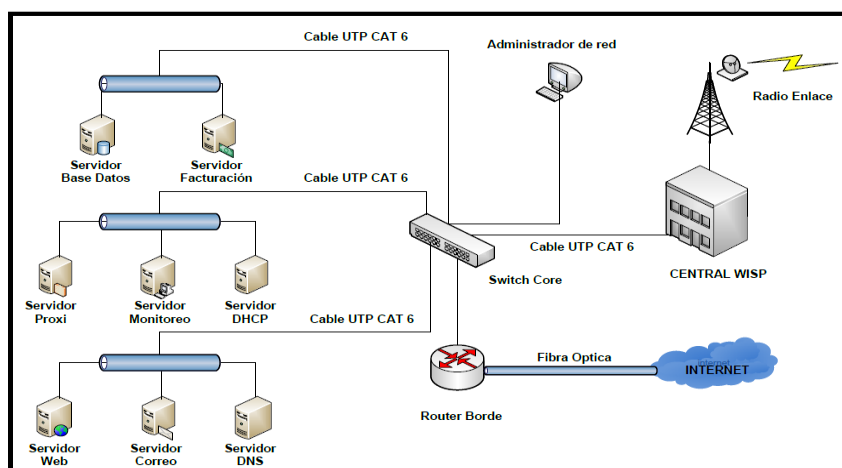 Cable UTP CAT 6
Administrador de red
Radio Enlace
Servidor
Base Datos
Servidor
Facturación
Cable UTP CAT 6
Cable UTP CAT 6
CENTRAL WISP
Switch Core
Servidor
Proxi
Servidor
Monitoreo
Servidor
DHCP
Cable UTP CAT 6
Fibra Optica
internet
INTERNET
Router Borde
Servidor
Web
Servidor
Correo
Servidor
DNS